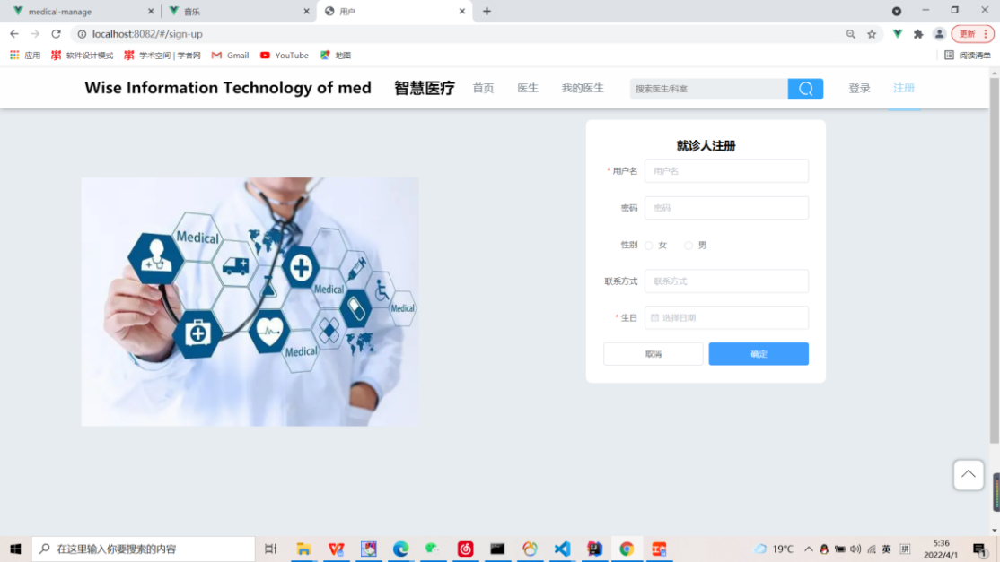 medical-manage
音乐
用户
localhost:8082/#/sign-up
更新
应用
软件设计模式
学术空间 | 学者网
Gmail
YouTube
地图
阅读清单
Wise Information Technology of med
智慧医疗
首页
医生
我的医生
搜索医生/科室
登录
注册
就诊人注册
* 用户名
用户名
密码
密码
性别
女
男
联系方式
联系方式
* 生日
选择日期
取消
确定
Medical
Medical
Medical
Medical
在这里输入你要搜索的内容
19°C
英
拼
5:36
2022/4/1
1